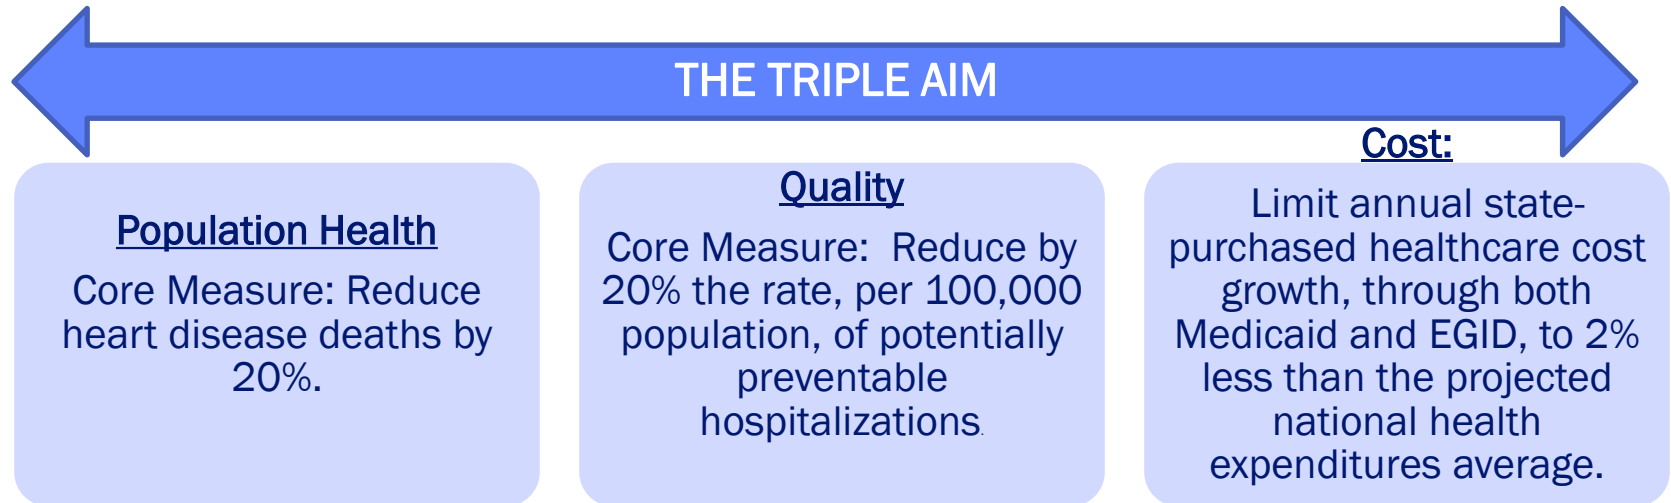 THE TRIPLE AIM
Population Health
Core Measure: Reduce
heart disease deaths by
20%.
Quality
Core Measure:  Reduce by
20% the rate, per 100,000
population, of potentially
preventable
hospitalizations.
Cost:
Limit annual state-
purchased healthcare cost
growth, through both
Medicaid and EGID, to 2%
less than the projected
national health
expenditures average.